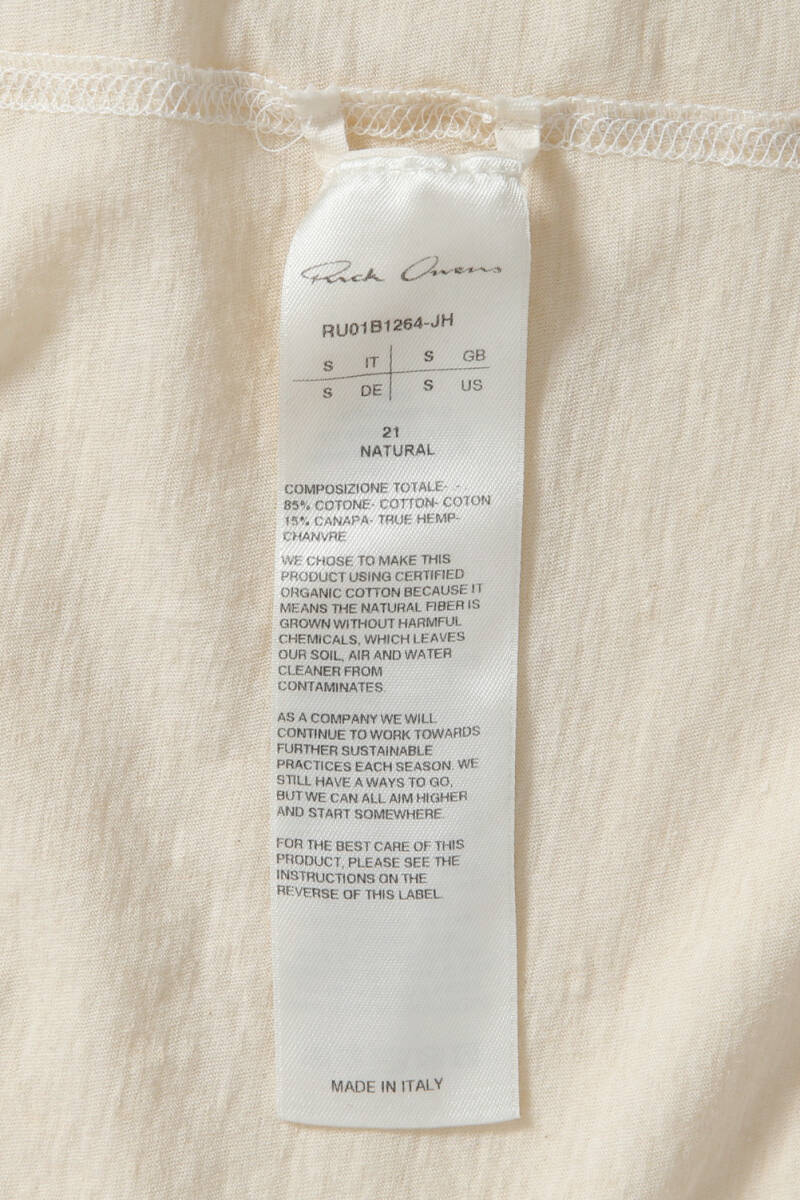 Rick Owens
RU01B1264-JH
S IT S GB
S DE S US
21
NATURAL
COMPOSIZIONE TOTALE- -
85% COTONE- COTTON- COTON
15% CANAPA- TRUE HEMP-
CHANVRE
WE CHOSE TO MAKE THIS
PRODUCT USING CERTIFIED
ORGANIC COTTON BECAUSE IT
MEANS THE NATURAL FIBER IS
GROWN WITHOUT HARMFUL
CHEMICALS, WHICH LEAVES
OUR SOIL, AIR AND WATER
CLEANER FROM
CONTAMINATES.
AS A COMPANY WE WILL
CONTINUE TO WORK TOWARDS
FURTHER SUSTAINABLE
PRACTICES EACH SEASON. WE
STILL HAVE A WAYS TO GO,
BUT WE CAN ALL AIM HIGHER
AND START SOMEWHERE.
FOR THE BEST CARE OF THIS
PRODUCT, PLEASE SEE THE
INSTRUCTIONS ON THE
REVERSE OF THIS LABEL.
MADE IN ITALY